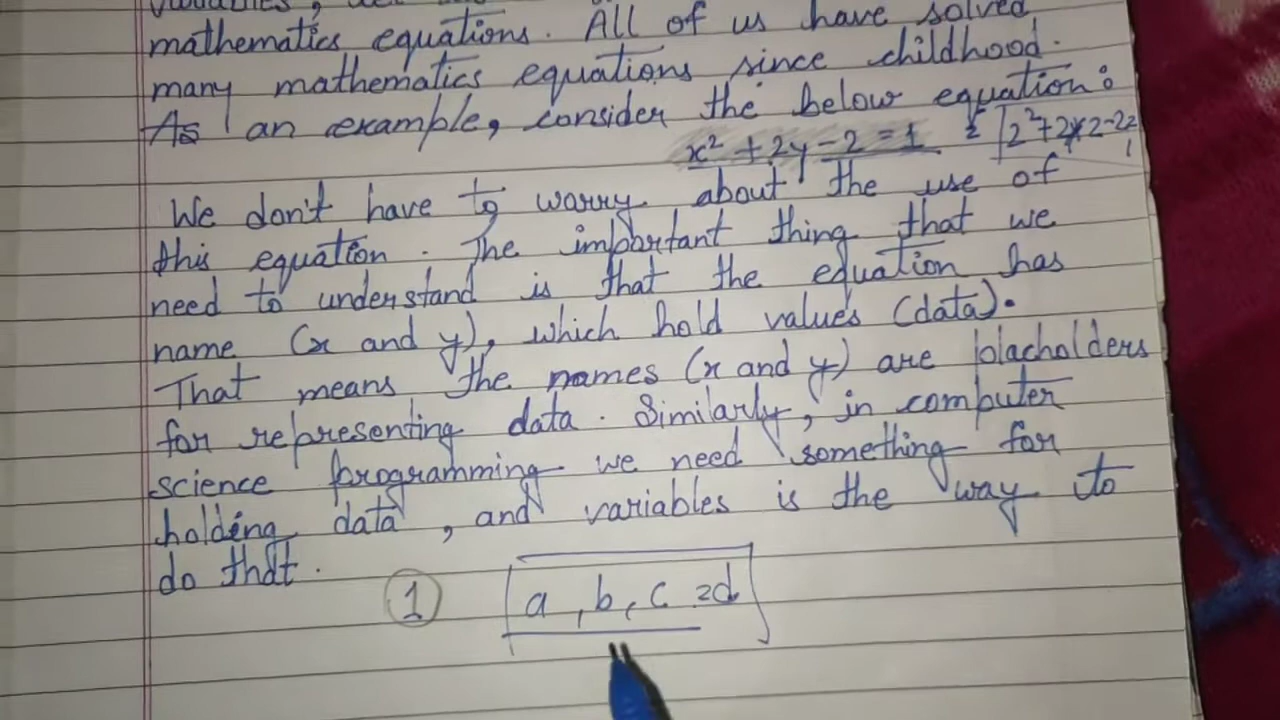 mathematics equations. All of us have solved
many mathematics equations since childhood.
As an example, consider the below equation:
x² + 2y - 2 = 1
We don't have to worry about the use of
this equation. The important thing that we
need to understand is that the equation has
name (x and y), which hold values (data).
That means the names (x and y) are placholders
for representing data. Similarly, in computer
science programming we need something for
holding data, and variables is the way to
do that.
1 a, b, c =d